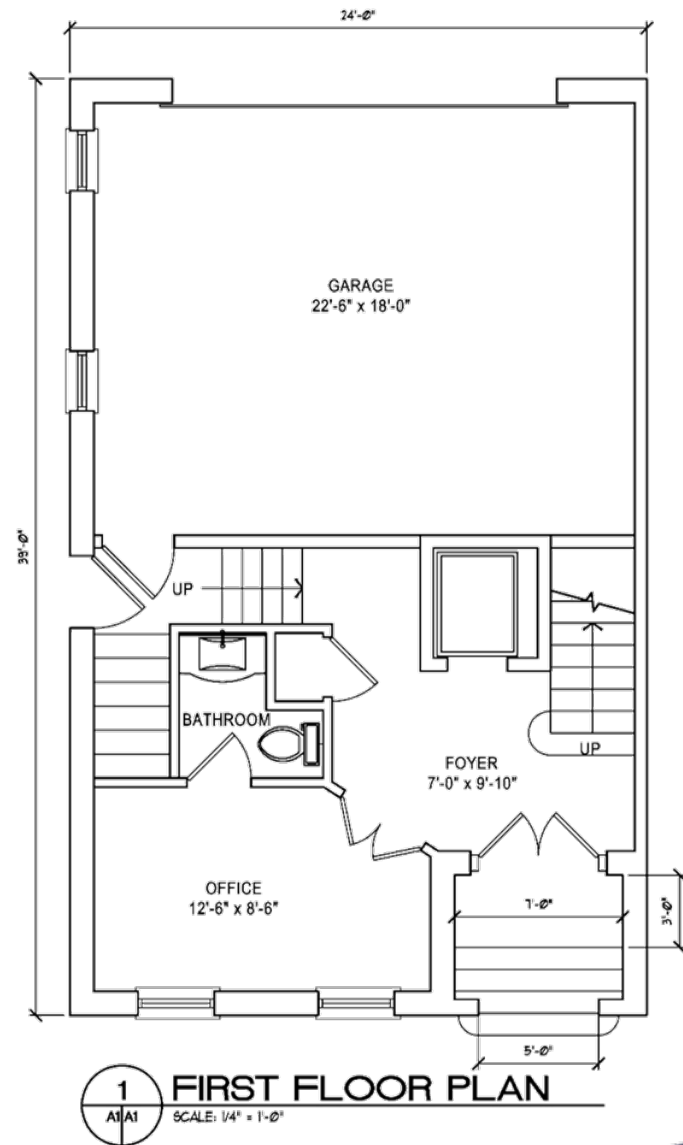 24'-0"
GARAGE
22'-6" x 18'-0"
39'-0"
UP
BATHROOM
UP
FOYER
7'-0" x 9'-10"
OFFICE
12'-6" x 8'-6"
7'-0"
3'-0"
5'-0"
1
A1 A1
FIRST FLOOR PLAN
SCALE: 1/4" = 1'-0"